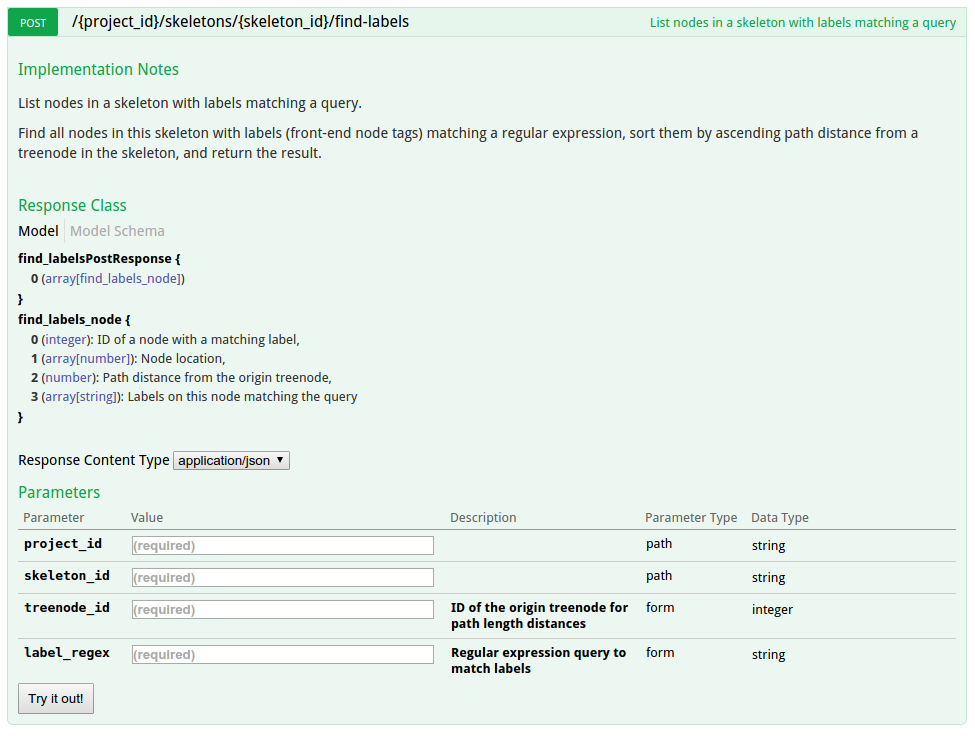 POST /{project_id}/skeletons/{skeleton_id}/find-labels List nodes in a skeleton with labels matching a query
Implementation Notes
List nodes in a skeleton with labels matching a query.
Find all nodes in this skeleton with labels (front-end node tags) matching a regular expression, sort them by ascending path distance from a
treenode in the skeleton, and return the result.
Response Class
Model Model Schema
find_labelsPostResponse {
0 (array[find_labels_node])
}
find_labels_node {
0 (integer): ID of a node with a matching label,
1 (array[number]): Node location,
2 (number): Path distance from the origin treenode,
3 (array[string]): Labels on this node matching the query
}
Response Content Type application/json
Parameters
Parameter Value Description Parameter Type Data Type
project_id (required) path string
skeleton_id (required) path string
treenode_id (required) ID of the origin treenode for form integer
path length distances
label_regex (required) Regular expression query to form string
match labels
Try it out!